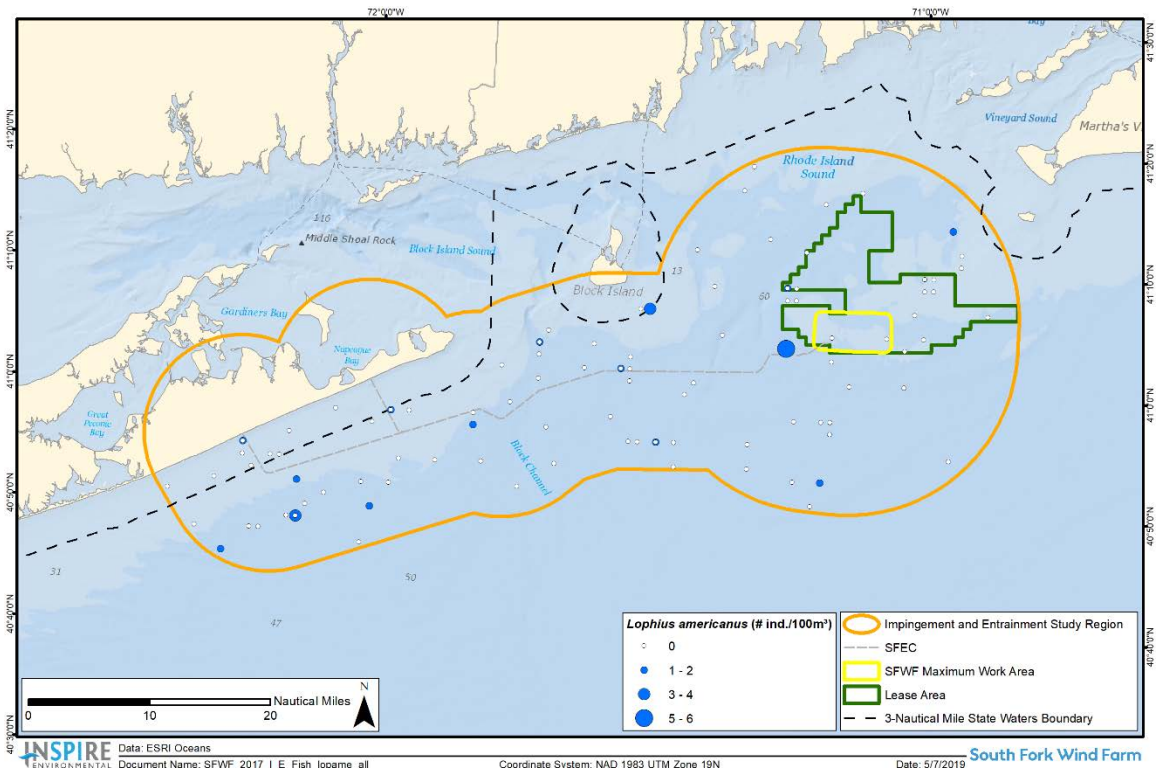 72°0'0"W
71°0'0"W
41°30'0"N
Bay
41°20'0"N
Vineyard Sound
Martha's V
Rhode Island
Sound
41°20'0"N
116
Middle Shoal Rock
Block Island Sound
41°10'0"N
13
60
Block Island
Gardiners Bay
41°10'0"N
Napeague
Bay
41°0'0"N
Great
Peconic
Bay
41°0'0"N
Block Channel
40°50'0"N
40°50'0"N
31
50
47
40°40'0"N
40°40'0"N
40°30'0"N
Lophius americanus (# ind./100m³)
0
1 - 2
3 - 4
5 - 6
Impingement and Entrainment Study Region
SFEC
SFWF Maximum Work Area
Lease Area
3-Nautical Mile State Waters Boundary
Nautical Miles
0 10 20
N
INSPIRE
ENVIRONMENTAL
Data: ESRI Oceans
Document Name: SFWF_2017_I_E_Fish_lopame_all
Coordinate System: NAD 1983 UTM Zone 19N
Date: 5/7/2019
South Fork Wind Farm